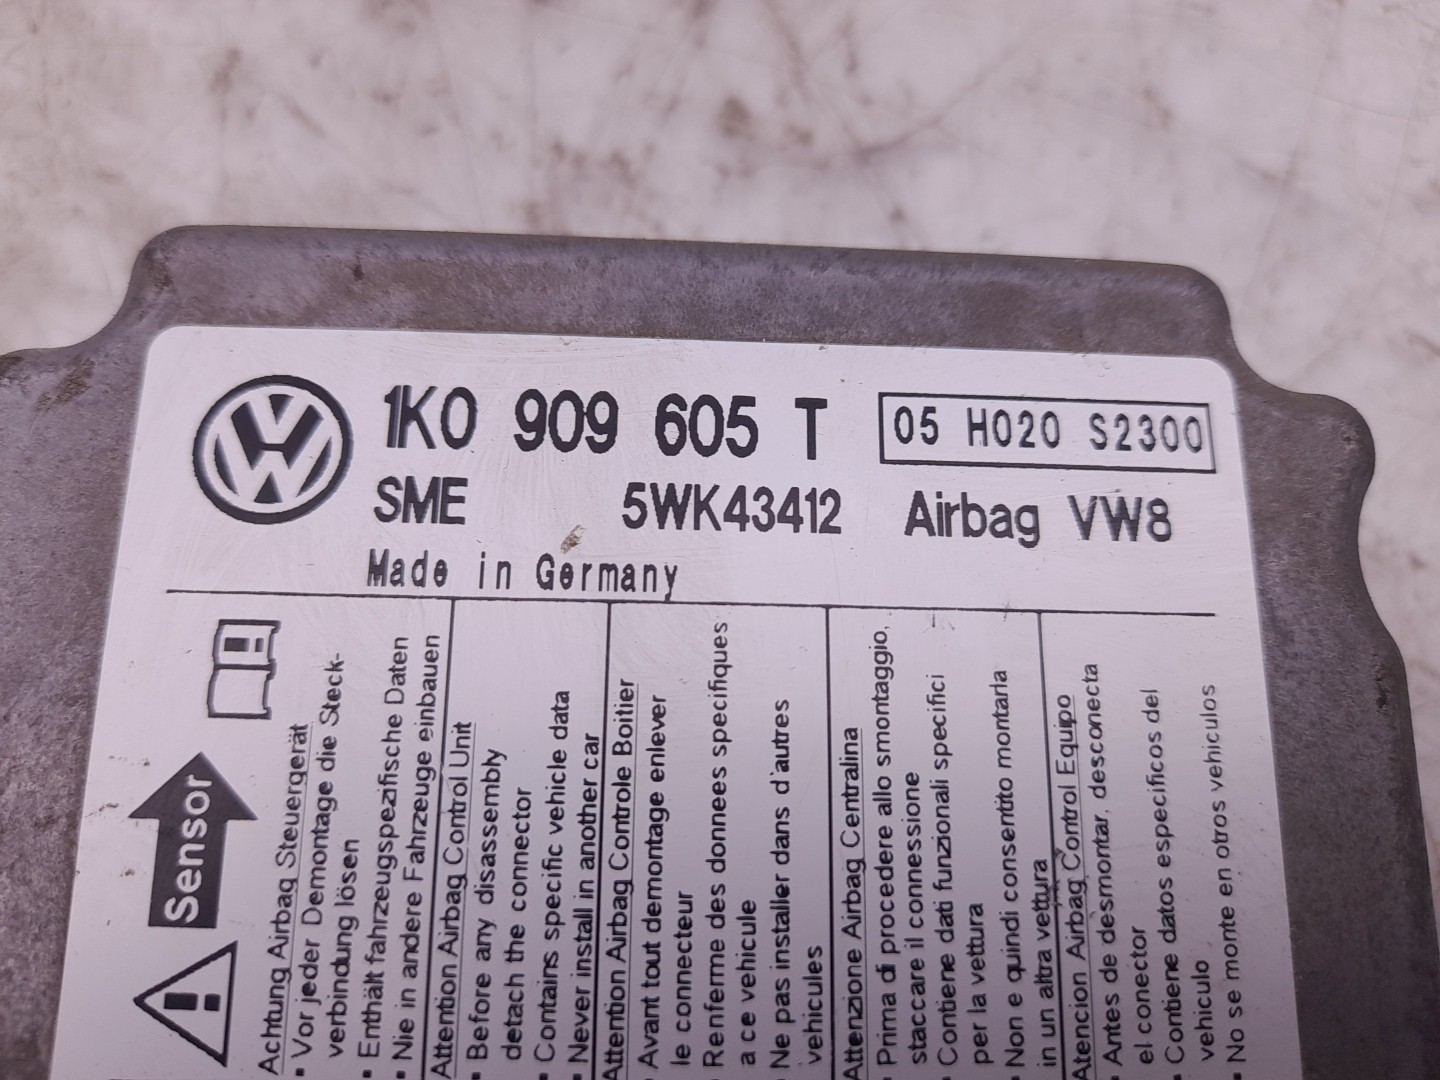 1K0 909 605 T 05 H020 S2300
SME 5WK43412 Airbag VW8
Made in Germany
Sensor
Achtung Airbag Steuergerät
• Vor jeder Demontage die Steck-
verbindung lösen
• Enthält fahrzeugspezifische Daten
• Nie in andere Fahrzeuge einbauen
Attention Airbag Control Unit
• Before any disassembly
detach the connector
• Contains specific vehicle data
• Never install in another car
Attention Airbag Controle Boitier
• Avant tout demontage enlever
le connecteur
• Renferme des donnees specifiques
a ce vehicule
• Ne pas installer dans d'autres
vehicules
Attenzione Airbag Centralina
• Prima di procedere allo smontaggio,
staccare il connessione
• Contiene dati funzionali specifici
per la vettura
• Non e quindi consentito montarla
in un altra vettura
Atencion Airbag Control Equipo
• Antes de desmontar, desconecta
el conector
• Contiene datos especificos del
vehiculo
• No se monte en otros vehiculos